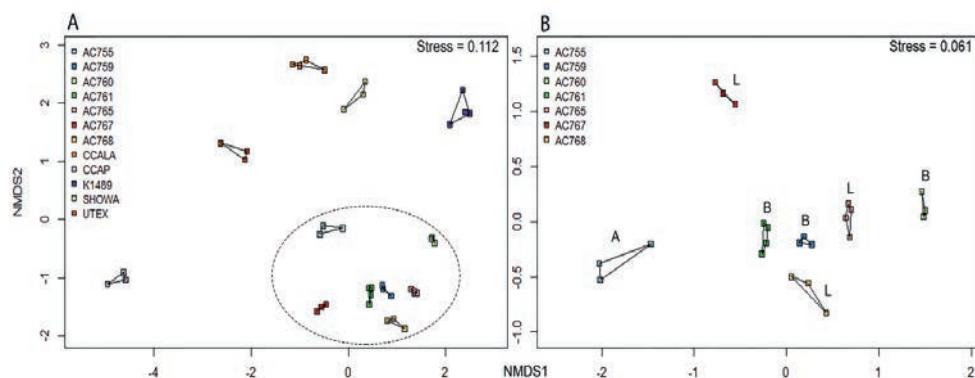 A
Stress = 0.112
AC755
AC759
AC760
AC761
AC765
AC767
AC768
CCALA
CCAP
K1489
SHOWA
UTEX
NMDS2
3
2
1
0
-1
-2
-4
-2
0
2
NMDS1
B
Stress = 0.061
AC755
AC759
AC760
AC761
AC765
AC767
AC768
1.5
1.0
0.5
0.0
-0.5
-1.0
L
B
L
A
B
B
L
-2
-1
0
1
2